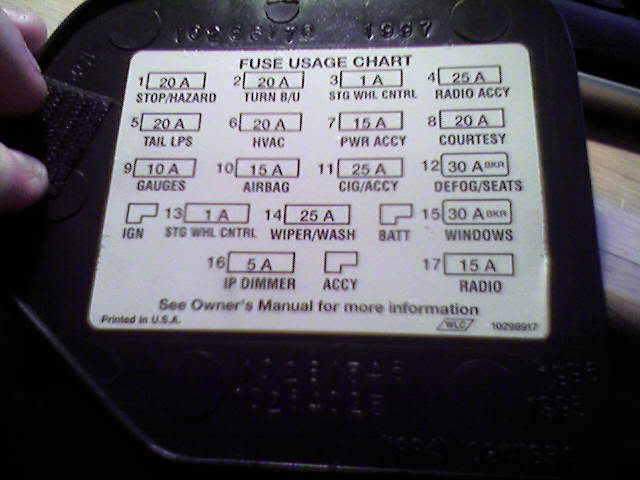 1997
FUSE USAGE CHART
1 20 A 2 20 A 3 1 A 4 25 A
STOP/HAZARD TURN B/U STG WHL CNTRL RADIO ACCY
5 20 A 6 20 A 7 15 A 8 20 A
TAIL LPS HVAC PWR ACCY COURTESY
9 10 A 10 15 A 11 25 A 12 30 A BKR
GAUGES AIRBAG CIG/ACCY DEFOG/SEATS
13 1 A 14 25 A 15 30 A BKR
IGN STG WHL CNTRL WIPER/WASH BATT WINDOWS
16 5 A 17 15 A
IP DIMMER ACCY RADIO
See Owner's Manual for more information
Printed in U.S.A. WLC 10298917